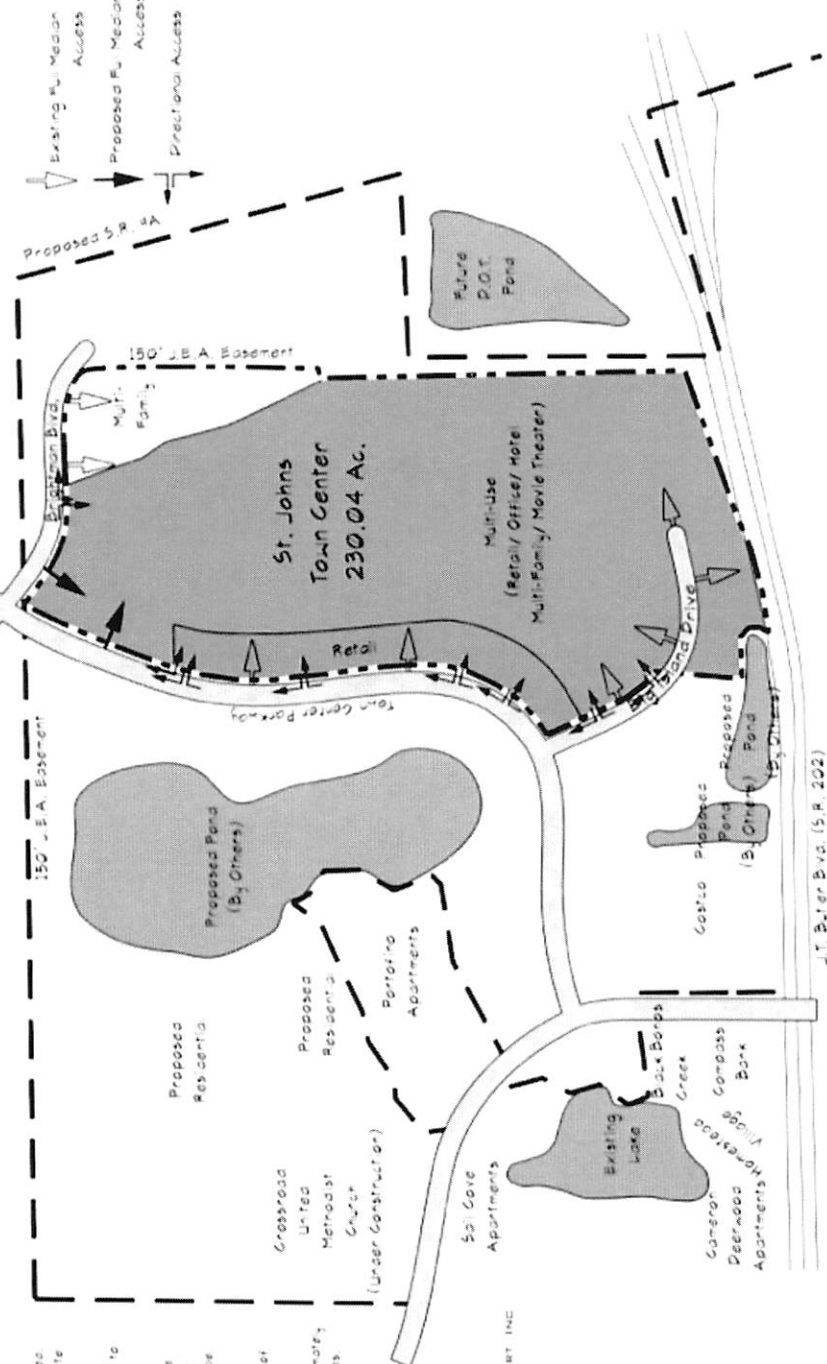 Existing Full Median
Access
Proposed Full Median
Access
Directional Access
Proposed S.R. 9A
150' J.E.A. Easement
Brightman Blvd.
Multi-
Family
150' J.E.A. Easement
Future
D.O.T.
Pond
St. Johns
Town Center
230.04 Ac.
Multi-Use
(Retail/ Office/ Hotel
Multi-Family/ Movie Theater)
Retail
Town Center Parkway
Big Island Drive
Proposed Pond
(By Others)
Proposed
Residential
Proposed
Residential
Portofino
Apartments
Costco
Proposed
Pond
(By Others)
Proposed
Pond
(By Others)
J.T. Butler Blvd. (S.R. 202)
Crossroad
United
Methodist
Church
(Under Construction)
Sail Cove
Apartments
Existing
Lake
Black Bonds
Creek
Compass
Bank
Homestead
Village
Cameron
Deerwood
Apartments
INC